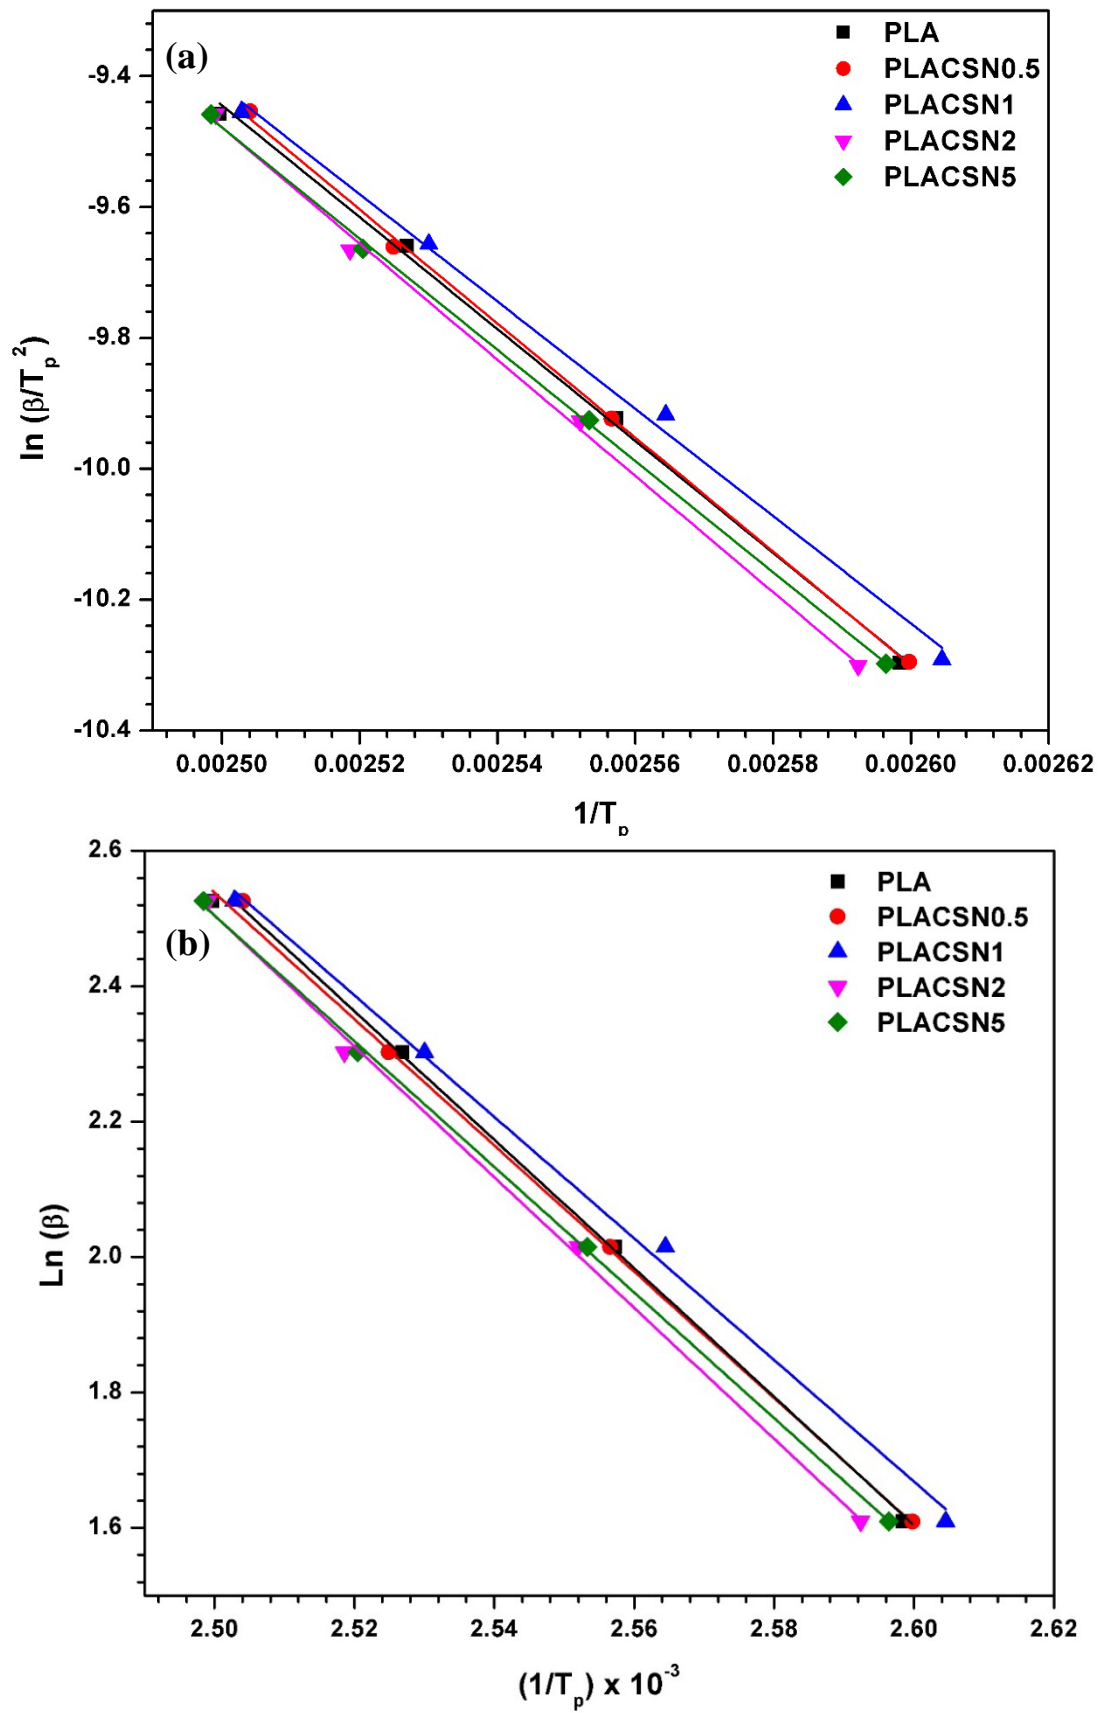 (a)
PLA
PLACSN0.5
PLACSN1
PLACSN2
PLACSN5
-9.4
-9.6
-9.8
-10.0
-10.2
-10.4
ln (β/Tp²)
0.00250 0.00252 0.00254 0.00256 0.00258 0.00260 0.00262
1/Tp
(b)
PLA
PLACSN0.5
PLACSN1
PLACSN2
PLACSN5
2.6
2.4
2.2
2.0
1.8
1.6
Ln (β)
2.50 2.52 2.54 2.56 2.58 2.60 2.62
(1/Tp) x 10⁻³